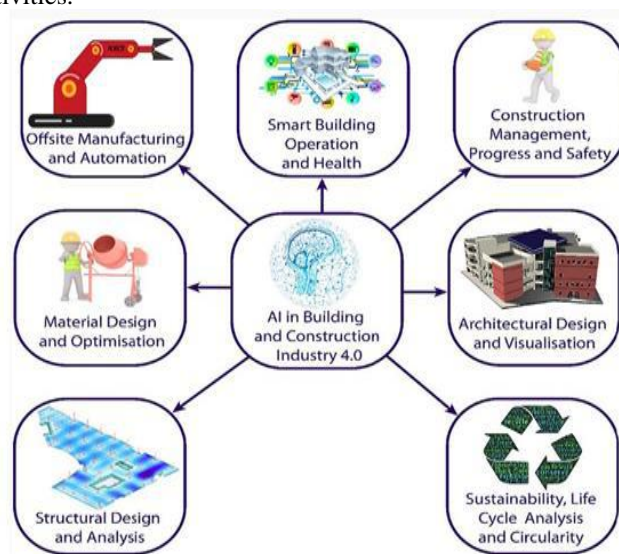 tivities.
Offsite Manufacturing
and Automation
Smart Building
Operation
and Health
Construction
Management,
Progress and Safety
Material Design
and Optimisation
AI in Building
and Construction
Industry 4.0
Architectural Design
and Visualisation
Structural Design
and Analysis
Sustainability, Life
Cycle Analysis
and Circularity